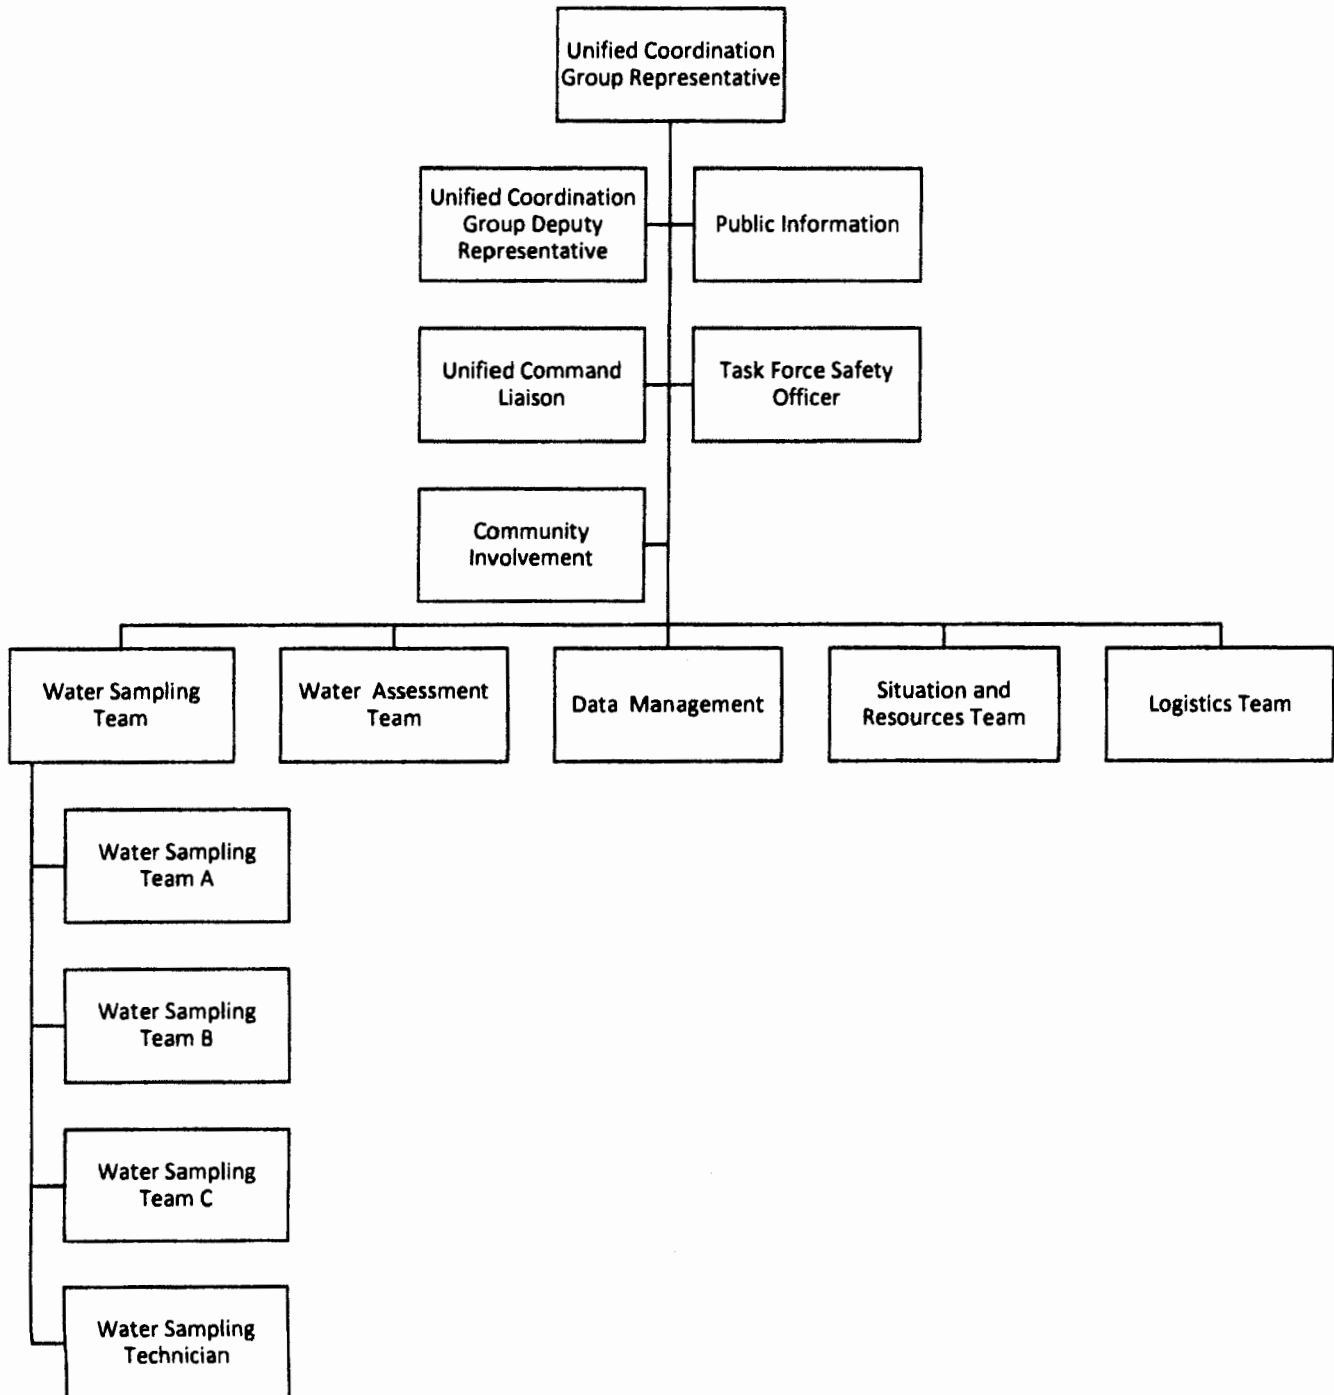 Unified Coordination
Group Representative
Unified Coordination
Group Deputy
Representative
Public Information
Unified Command
Liaison
Task Force Safety
Officer
Community
Involvement
Water Sampling
Team
Water Assessment
Team
Data Management
Situation and
Resources Team
Logistics Team
Water Sampling
Team A
Water Sampling
Team B
Water Sampling
Team C
Water Sampling
Technician